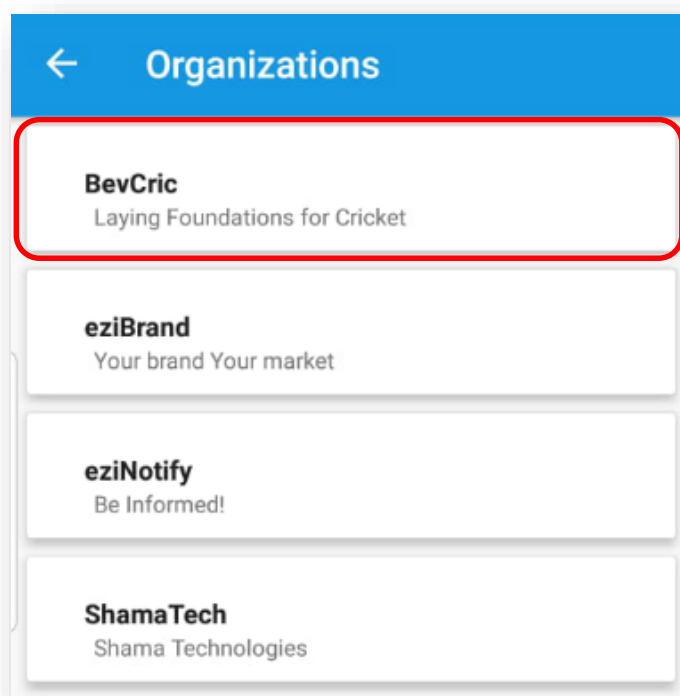 Organizations
BevCric
Laying Foundations for Cricket
eziBrand
Your brand Your market
eziNotify
Be Informed!
ShamaTech
Shama Technologies